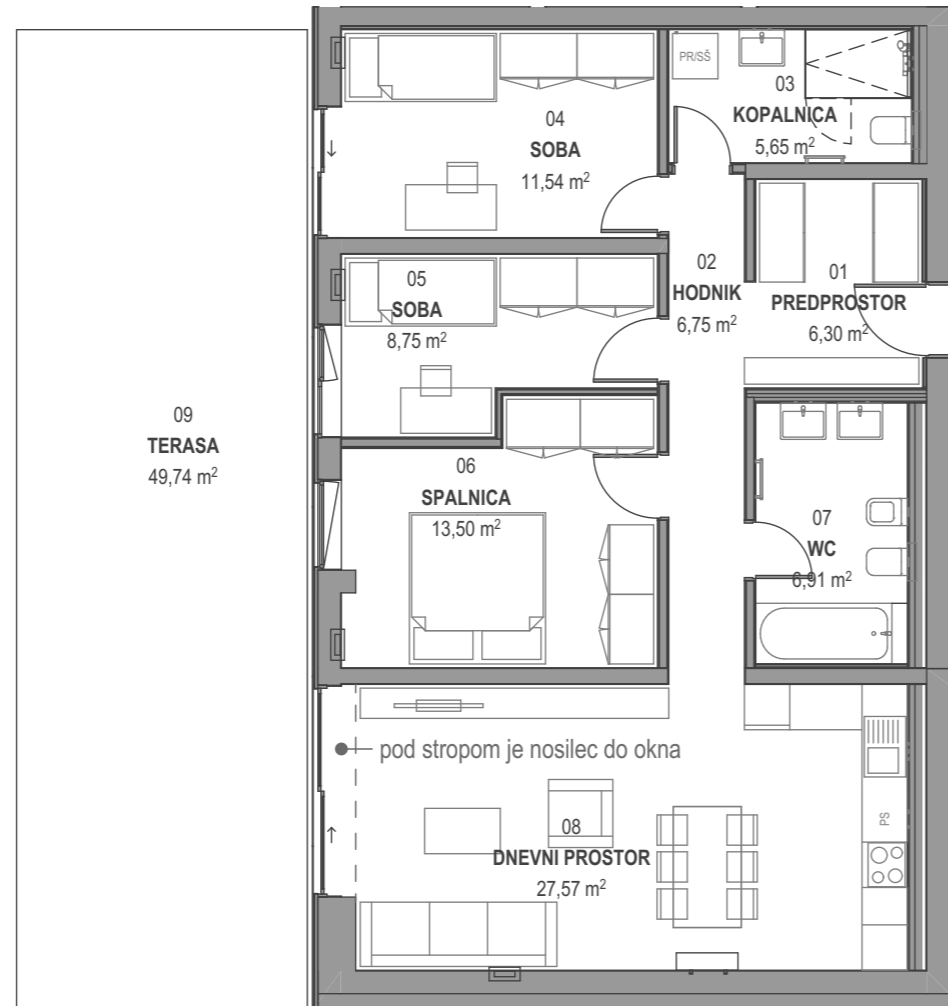 PR/SŠ
03
KOPALNICA
5,65 m²
04
SOBA
11,54 m²
02
HODNIK
6,75 m²
01
PREDPROSTOR
6,30 m²
05
SOBA
8,75 m²
09
TERASA
49,74 m²
06
SPALNICA
13,50 m²
07
WC
6,91 m²
pod stropom je nosilec do okna
PS
08
DNEVNI PROSTOR
27,57 m²